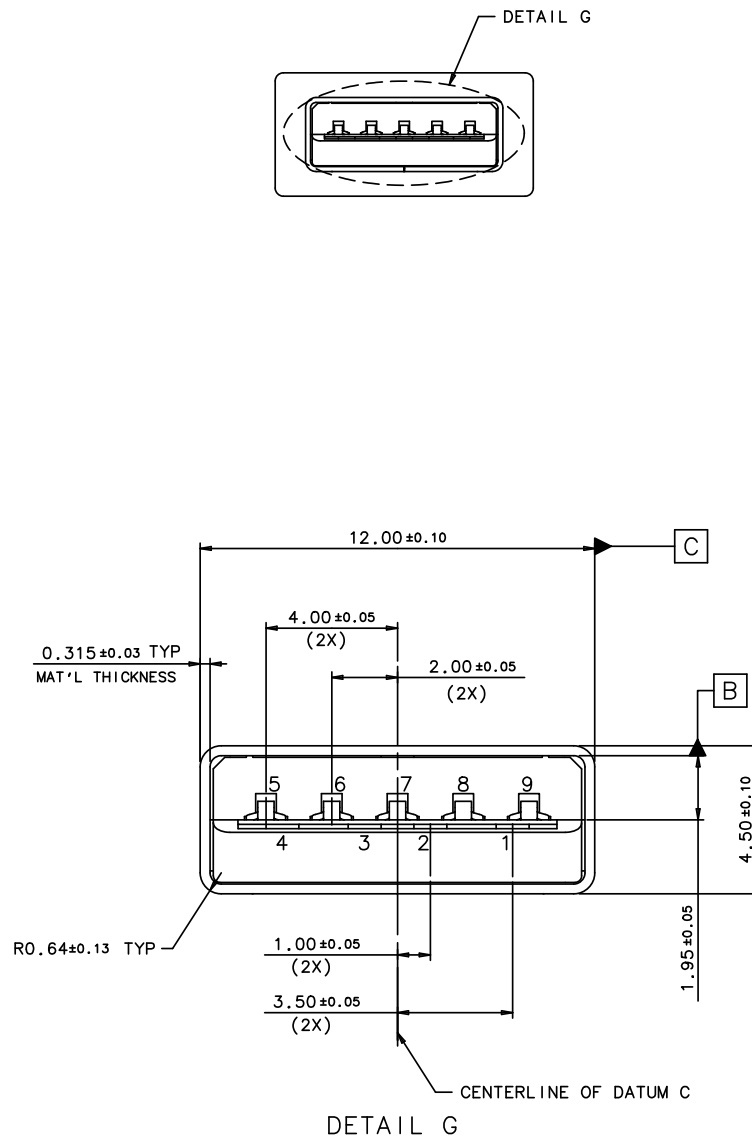 DETAIL G
12.00±0.10
C
4.00±0.05
(2X)
0.315±0.03 TYP
MAT'L THICKNESS
2.00±0.05
(2X)
B
5 6 7 8 9
4 3 2 1
4.50±0.10
1.95±0.05
R0.64±0.13 TYP
1.00±0.05
(2X)
3.50±0.05
(2X)
CENTERLINE OF DATUM C
DETAIL G